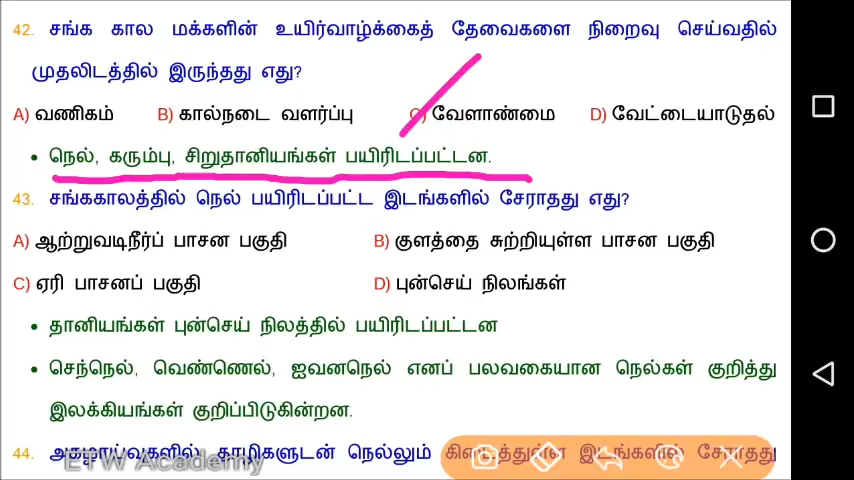 42. சங்க கால மக்களின் உயிர்வாழ்க்கைத் தேவைகளை நிறைவு செய்வதில்
முதலிடத்தில் இருந்தது எது?
A) வணிகம் B) கால்நடை வளர்ப்பு C) வேளாண்மை D) வேட்டையாடுதல்
• நெல், கரும்பு, சிறுதானியங்கள் பயிரிடப்பட்டன.
43. சங்ககாலத்தில் நெல் பயிரிடப்பட்ட இடங்களில் சேராதது எது?
A) ஆற்றுவடிநீர்ப் பாசன பகுதி B) குளத்தை சுற்றியுள்ள பாசன பகுதி
C) ஏரி பாசனப் பகுதி D) புன்செய் நிலங்கள்
• தானியங்கள் புன்செய் நிலத்தில் பயிரிடப்பட்டன
• செந்நெல், வெண்ணெல், ஐவனநெல் எனப் பலவகையான நெல்கள் குறித்து
இலக்கியங்கள் குறிப்பிடுகின்றன.
44. அகழாய்வுகளில் தாழிகளுடன் நெல்லும் கிடைத்துள்ள இடங்களில் சேராதது
ETW Academy